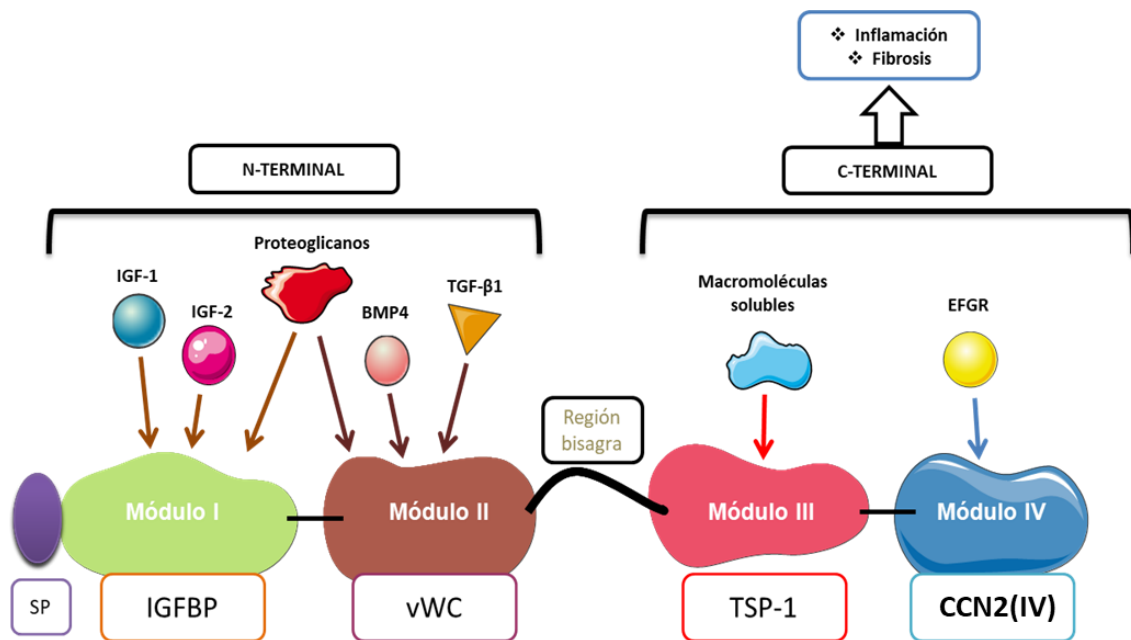 ❖ Inflamación
❖ Fibrosis
N-TERMINAL
C-TERMINAL
Proteoglicanos
IGF-1
IGF-2
BMP4
TGF-β1
Macromoléculas
solubles
EFGR
Región
bisagra
Módulo I
Módulo II
Módulo III
Módulo IV
SP
IGFBP
vWC
TSP-1
CCN2(IV)